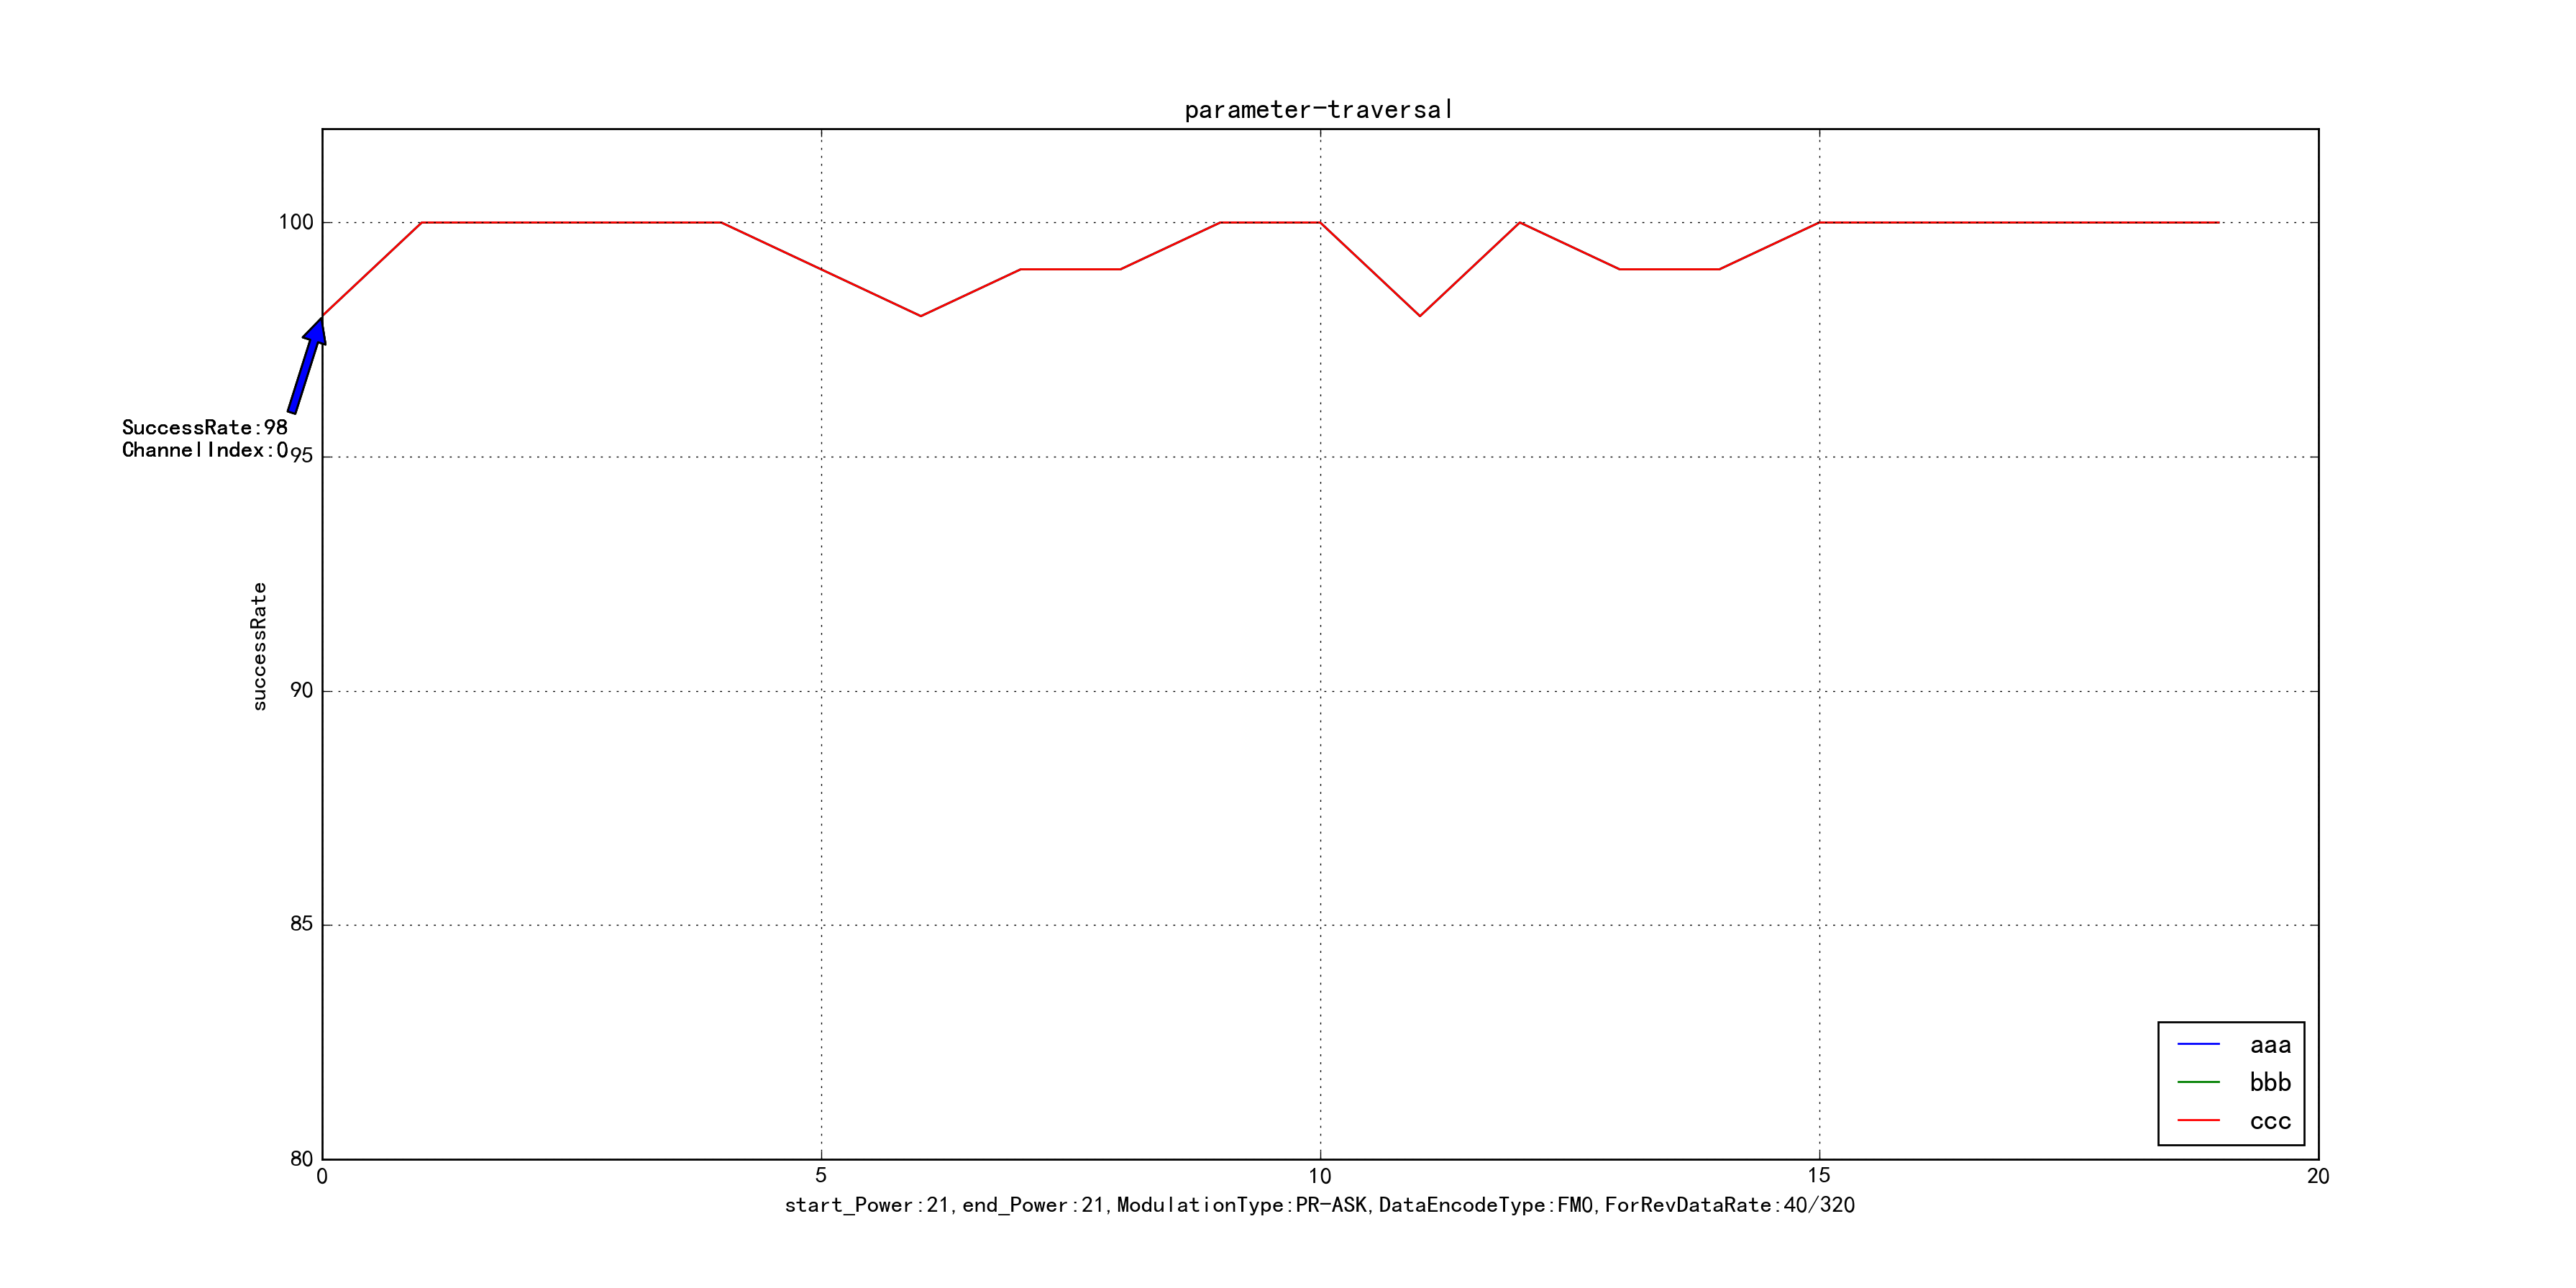 parameter-traversal
100
SuccessRate:98
ChannelIndex:0
95
successRate
90
85
80
aaa
bbb
ccc
0 5 10 15 20
start_Power:21,end_Power:21,ModulationType:PR-ASK,DataEncodeType:FM0,ForRevDataRate:40/320